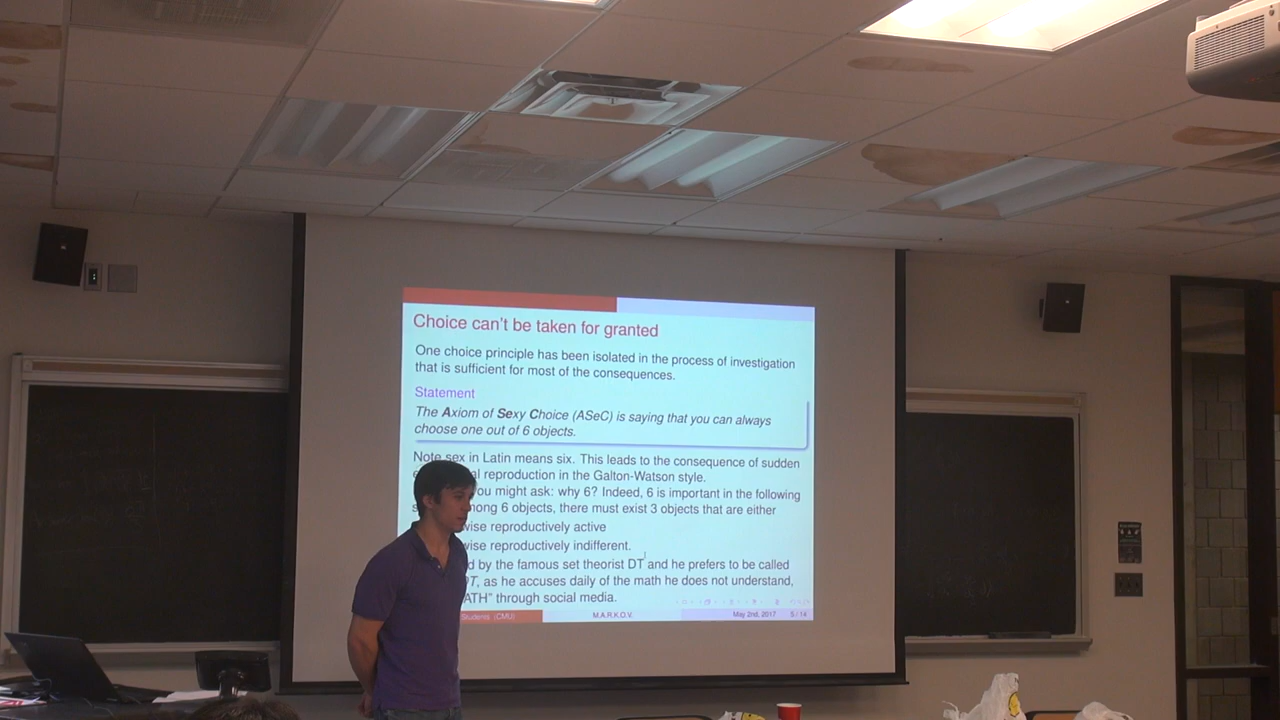 Choice can't be taken for granted
One choice principle has been isolated in the process of investigation
that is sufficient for most of the consequences.
Statement
The Axiom of Sexy Choice (ASeC) is saying that you can always
choose one out of 6 objects.
Note sex in Latin means six. This leads to the consequence of sudden
al reproduction in the Galton-Watson style.
you might ask: why 6? Indeed, 6 is important in the following
mong 6 objects, there must exist 3 objects that are either
wise reproductively active
wise reproductively indifferent.
d by the famous set theorist DT and he prefers to be called
DT, as he accuses daily of the math he does not understand,
ATH" through social media.
Students (CMU) M.A.R.K.O.V. May 2nd, 2017 5 / 14